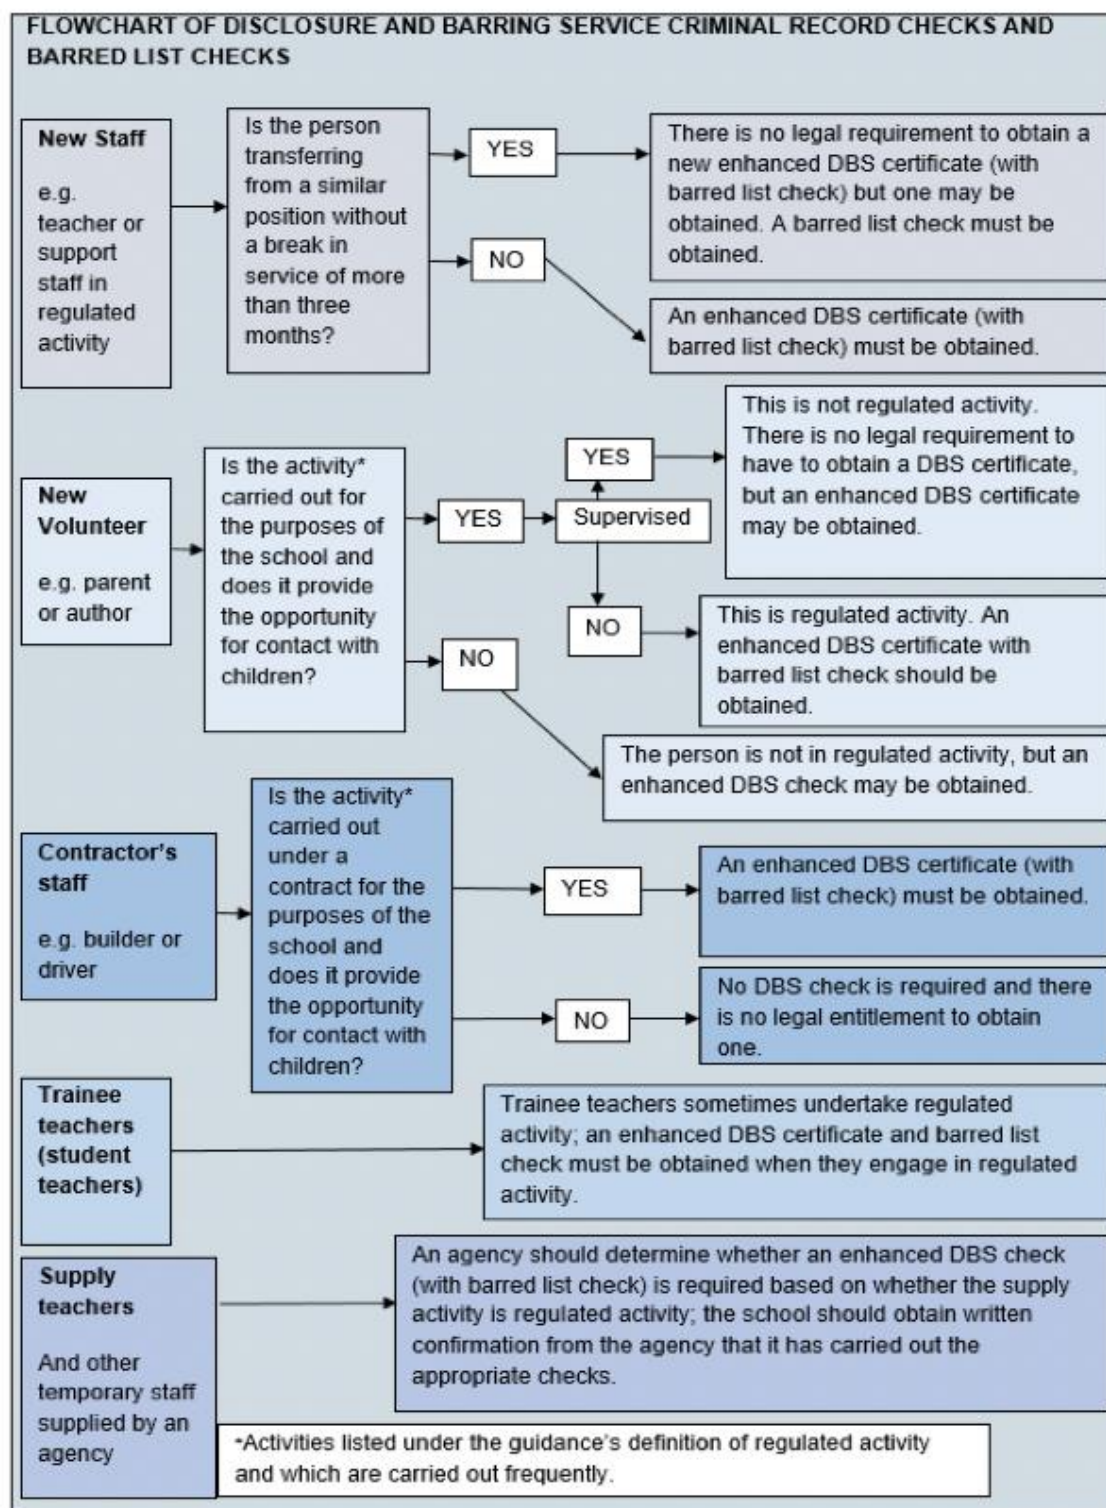 FLOWCHART OF DISCLOSURE AND BARRING SERVICE CRIMINAL RECORD CHECKS AND
BARRED LIST CHECKS
New Staff
e.g.
teacher or
support
staff in
regulated
activity
Is the person
transferring
from a similar
position without
a break in
service of more
than three
months?
YES
There is no legal requirement to obtain a
new enhanced DBS certificate (with
barred list check) but one may be
obtained. A barred list check must be
obtained.
NO
An enhanced DBS certificate (with
barred list check) must be obtained.
New
Volunteer
e.g. parent
or author
Is the activity*
carried out for
the purposes of
the school and
does it provide
the opportunity
for contact with
children?
YES
Supervised
YES
This is not regulated activity.
There is no legal requirement to
have to obtain a DBS certificate,
but an enhanced DBS certificate
may be obtained.
NO
This is regulated activity. An
enhanced DBS certificate with
barred list check should be
obtained.
NO
The person is not in regulated activity, but an
enhanced DBS check may be obtained.
Contractor's
staff
e.g. builder or
driver
Is the activity*
carried out
under a
contract for the
purposes of the
school and
does it provide
the opportunity
for contact with
children?
YES
An enhanced DBS certificate (with
barred list check) must be obtained.
NO
No DBS check is required and there
is no legal entitlement to obtain
one.
Trainee
teachers
(student
teachers)
Trainee teachers sometimes undertake regulated
activity; an enhanced DBS certificate and barred list
check must be obtained when they engage in regulated
activity.
Supply
teachers
And other
temporary staff
supplied by an
agency
An agency should determine whether an enhanced DBS check
(with barred list check) is required based on whether the supply
activity is regulated activity; the school should obtain written
confirmation from the agency that it has carried out the
appropriate checks.
*Activities listed under the guidance's definition of regulated activity
and which are carried out frequently.